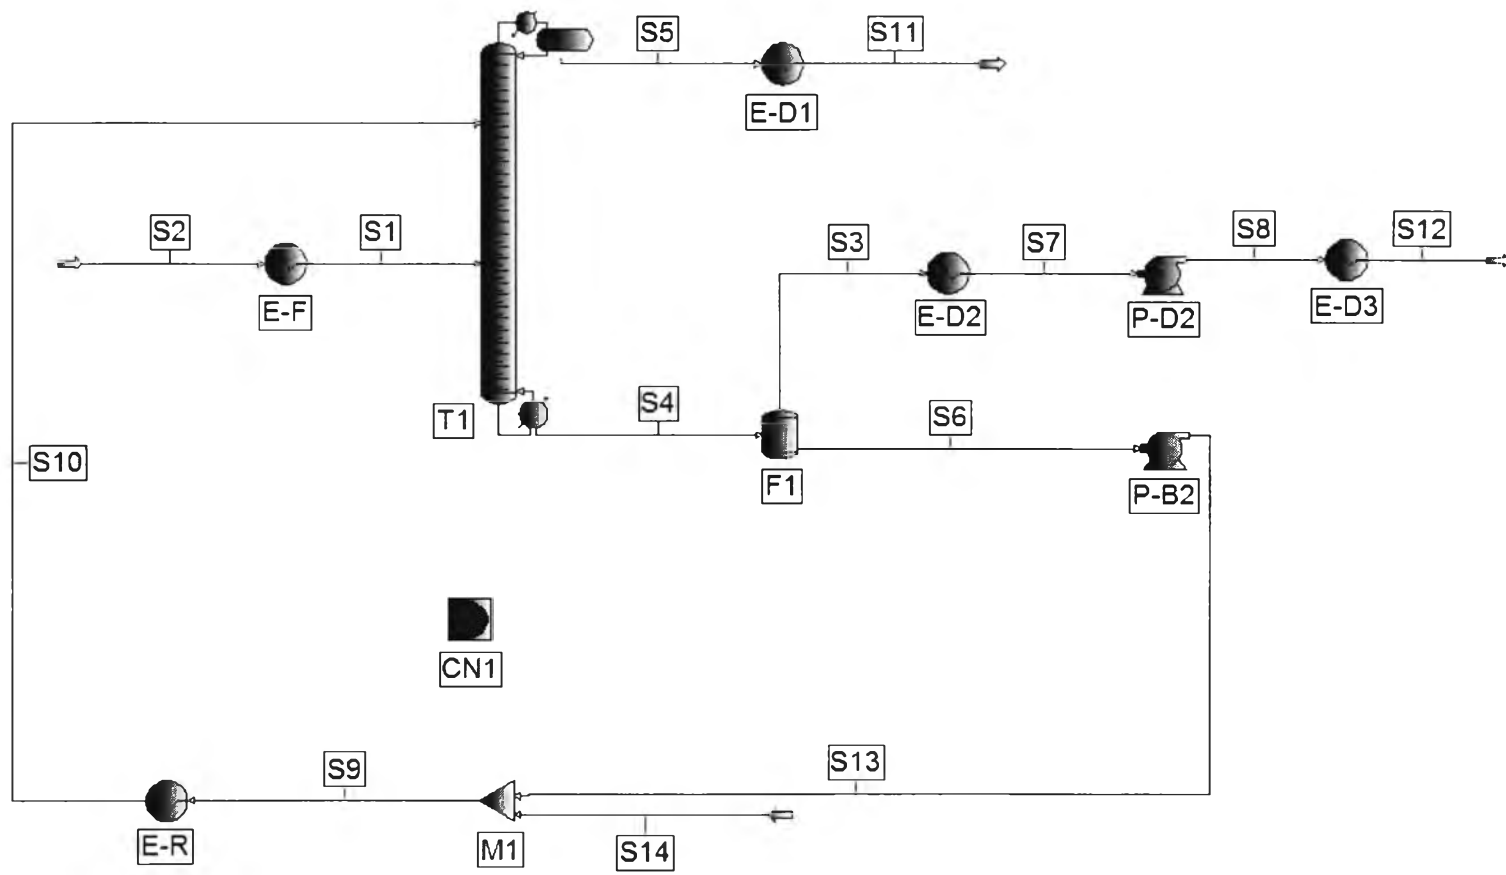 S5
S11
E-D1
S2
S1
E-F
S3
S7
S8
S12
E-D2
P-D2
E-D3
T1
S4
S6
S10
F1
P-B2
CN1
S9
S13
E-R
M1
S14